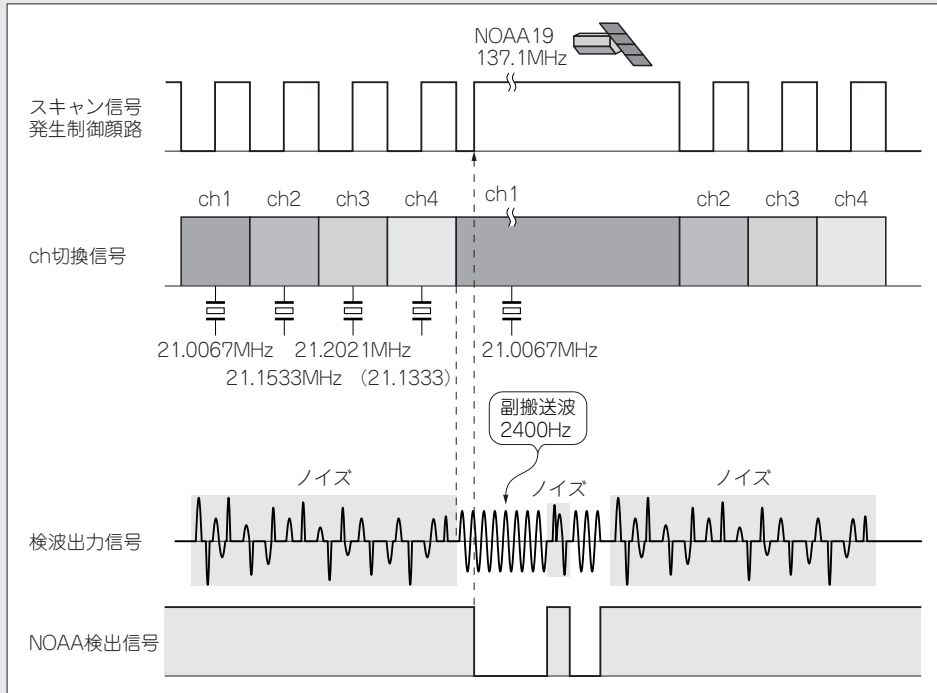 NOAA19
137.1MHz
スキャン信号
発生制御顔路
ch1
ch2
ch3
ch4
ch1
ch2
ch3
ch4
ch切換信号
21.0067MHz
21.2021MHz
21.0067MHz
21.1533MHz
(21.1333)
副搬送波
2400Hz
ノイズ
ノイズ
ノイズ
検波出力信号
NOAA検出信号